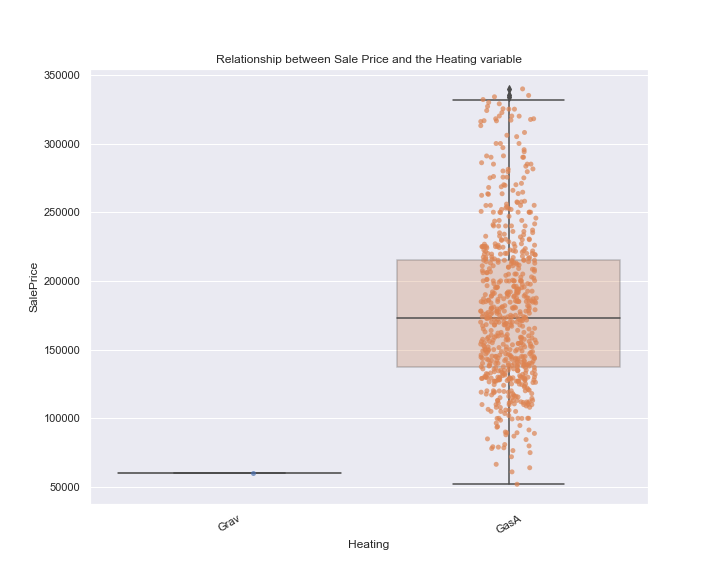 Relationship between Sale Price and the Heating variable
350000
300000
250000
200000
150000
100000
50000
SalePrice
Grav
GasA
Heating